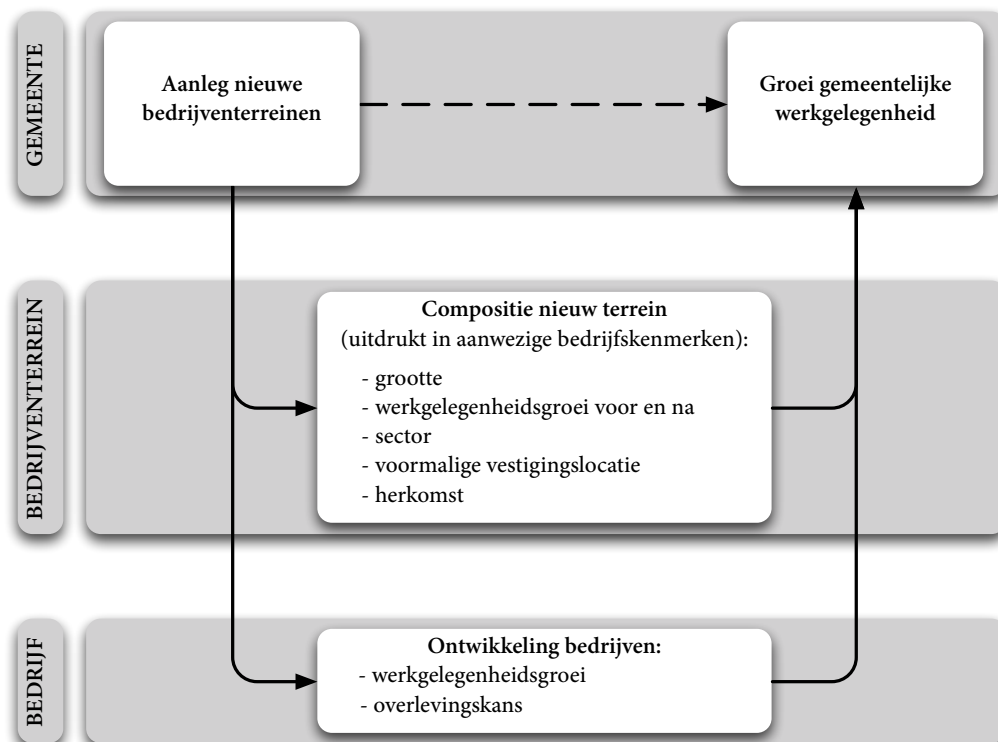 GEMEENTE
Aanleg nieuwe
bedrijventerreinen
Groei gemeentelijke
werkgelegenheid
BEDRIJVENTERREIN
Compositie nieuw terrein
(uitdrukt in aanwezige bedrijfskenmerken):
- grootte
- werkgelegenheidsgroei voor en na
- sector
- voormalige vestigingslocatie
- herkomst
BEDRIJF
Ontwikkeling bedrijven:
- werkgelegenheidsgroei
- overlevingskans